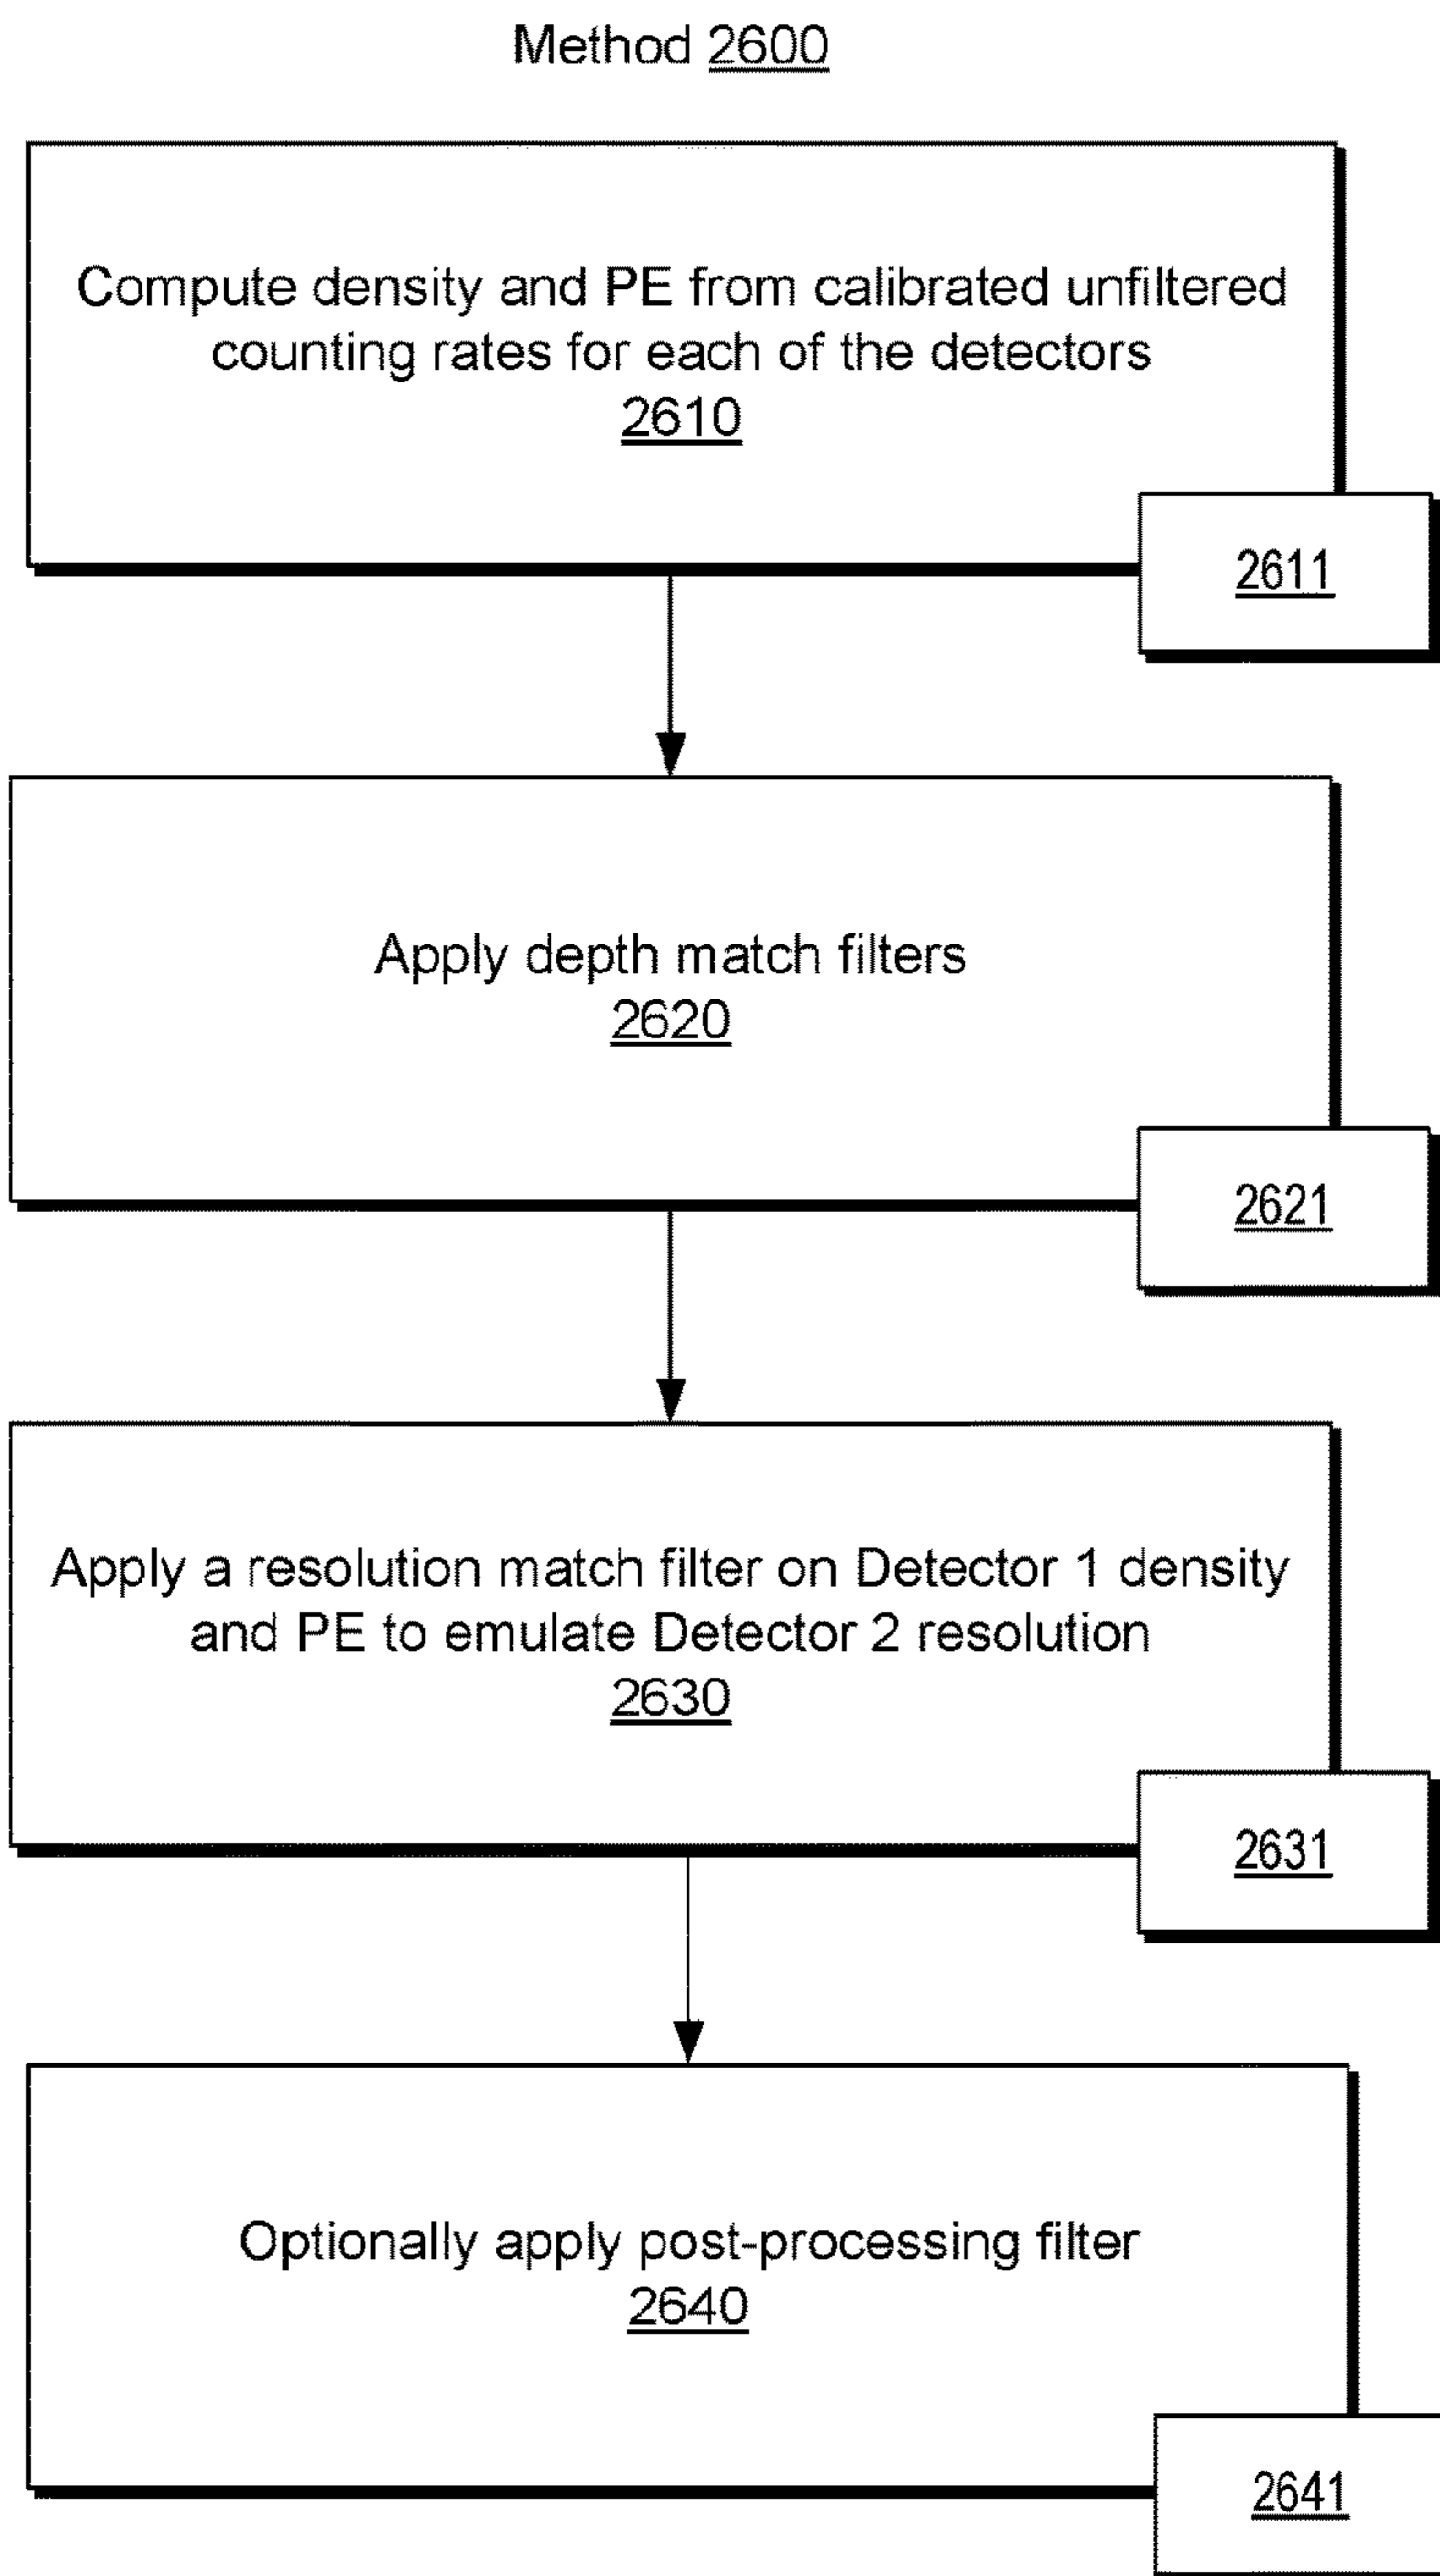 Method 2600
Compute density and PE from calibrated unfiltered
counting rates for each of the detectors
2610
2611
Apply depth match filters
2620
2621
Apply a resolution match filter on Detector 1 density
and PE to emulate Detector 2 resolution
2630
2631
Optionally apply post-processing filter
2640
2641